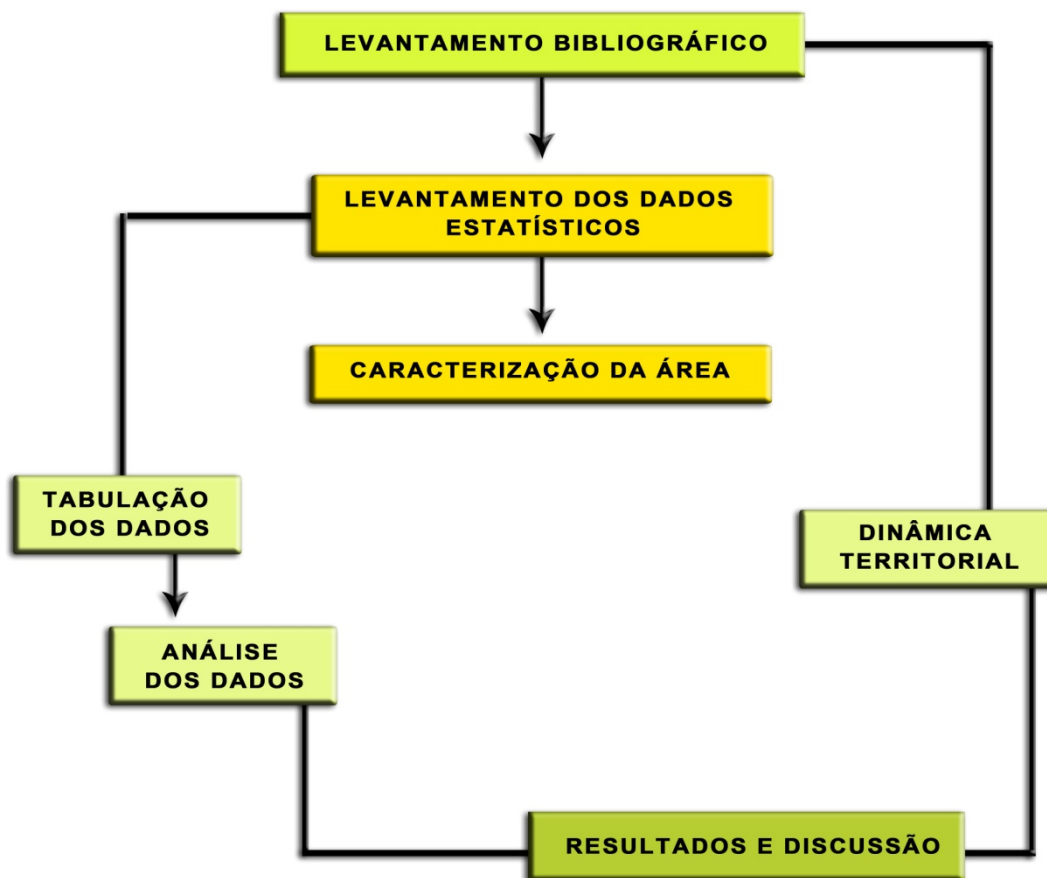 LEVANTAMENTO BIBLIOGRÁFICO
LEVANTAMENTO DOS DADOS
ESTATÍSTICOS
CARACTERIZAÇÃO DA ÁREA
TABULAÇÃO
DOS DADOS
DINÂMICA
TERRITORIAL
ANÁLISE
DOS DADOS
RESULTADOS E DISCUSSÃO